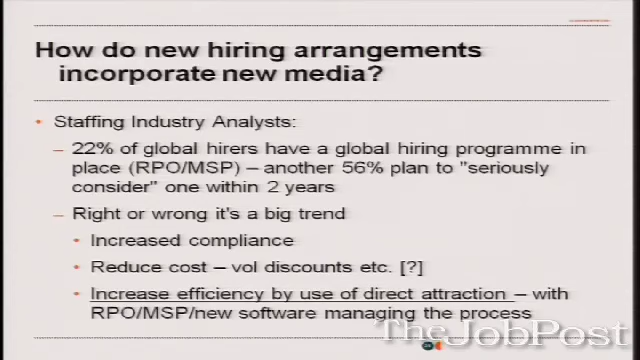 How do new hiring arrangements
incorporate new media?
• Staffing Industry Analysts:
– 22% of global hirers have a global hiring programme in
place (RPO/MSP) – another 56% plan to "seriously
consider" one within 2 years
– Right or wrong it's a big trend
• Increased compliance
• Reduce cost – vol discounts etc. [?]
• Increase efficiency by use of direct attraction – with
RPO/MSP/new software managing the process
TheJobPost